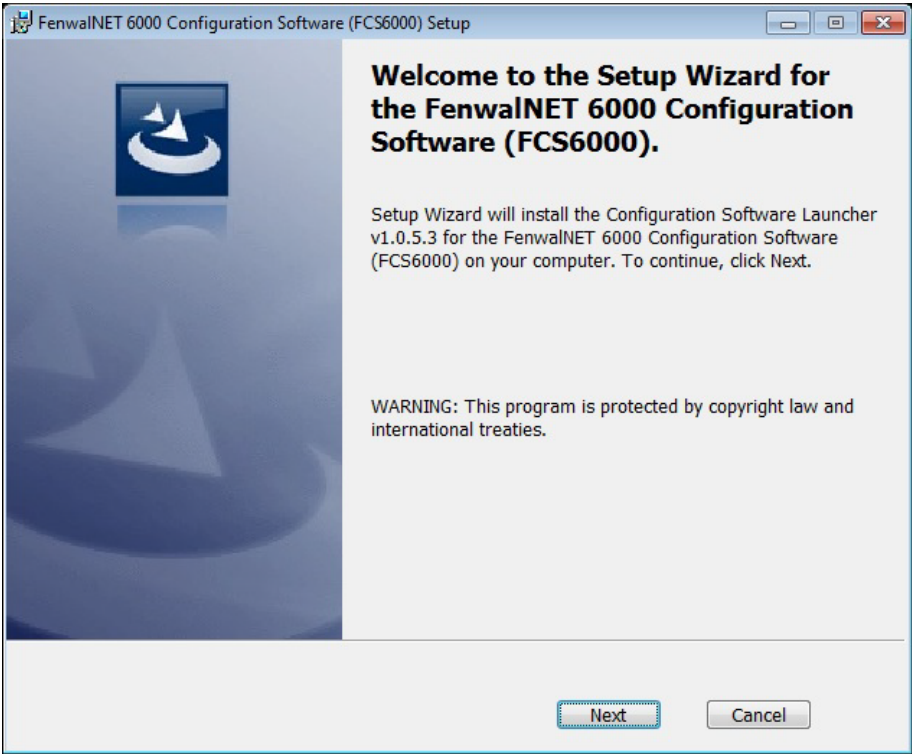 FenwalNET 6000 Configuration Software (FCS6000) Setup
Welcome to the Setup Wizard for
the FenwalNET 6000 Configuration
Software (FCS6000).
Setup Wizard will install the Configuration Software Launcher
v1.0.5.3 for the FenwalNET 6000 Configuration Software
(FCS6000) on your computer. To continue, click Next.
WARNING: This program is protected by copyright law and
international treaties.
Next
Cancel